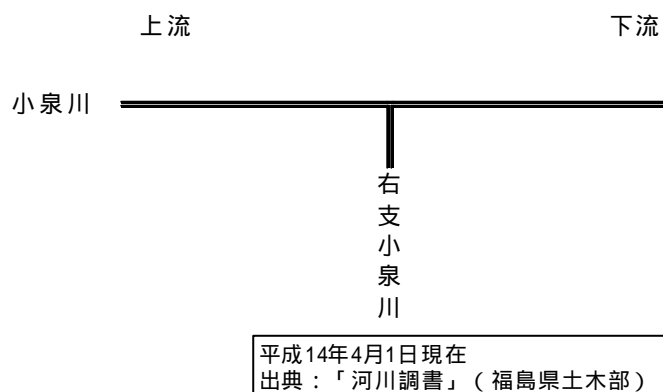 上流
下流
小泉川
右支小泉川
平成14年4月1日現在
出典：「河川調書」（福島県土木部）